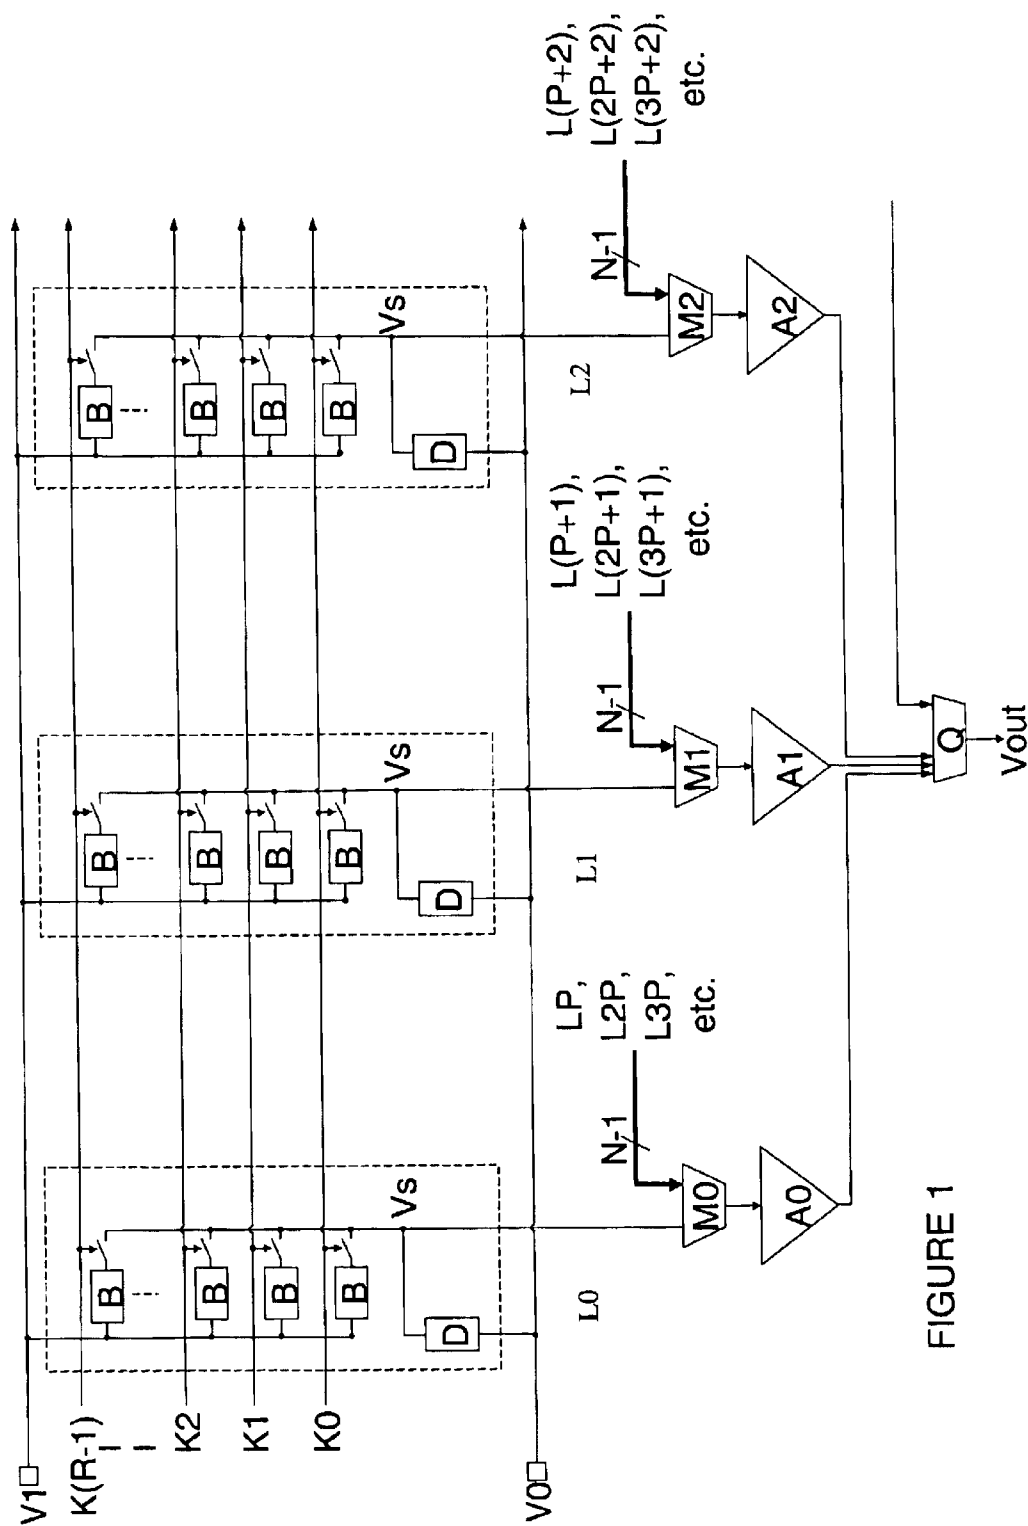 V1
K(R-1)
K2
K1
K0
V0
B
B
B
B
D
Vs
B
B
B
B
D
Vs
B
B
B
B
D
Vs
L0
L1
L2
LP,
L2P,
L3P,
etc.
L(P+1),
L(2P+1),
L(3P+1),
etc.
L(P+2),
L(2P+2),
L(3P+2),
etc.
N-1
N-1
N-1
M0
M1
M2
A0
A1
A2
Q
Vout
FIGURE 1